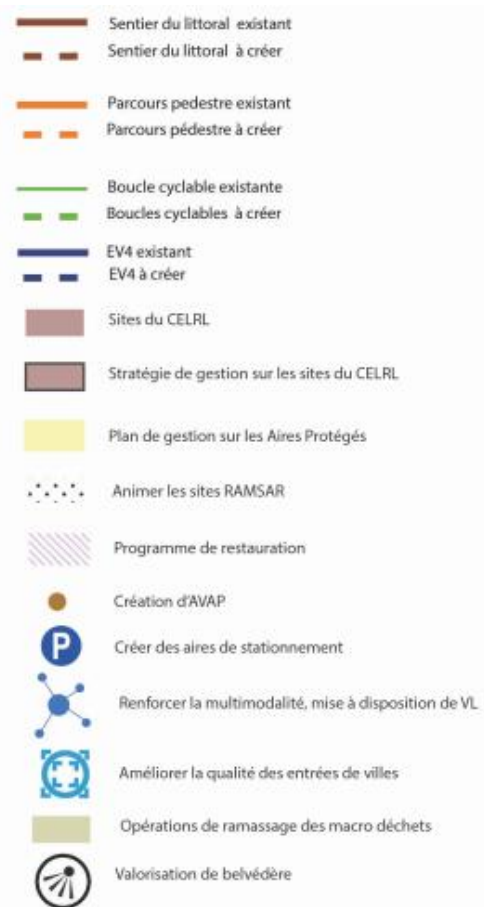 Sentier du littoral existant
Sentier du littoral à créer
Parcours pedestre existant
Parcours pédestre à créer
Boucle cyclable existante
Boucles cyclables à créer
EV4 existant
EV4 à créer
Sites du CELRL
Stratégie de gestion sur les sites du CELRL
Plan de gestion sur les Aires Protégés
Animer les sites RAMSAR
Programme de restauration
Création d'AVAP
P
Créer des aires de stationnement
Renforcer la multimodalité, mise à disposition de VL
Améliorer la qualité des entrées de villes
Opérations de ramassage des macro déchets
Valorisation de belvédère